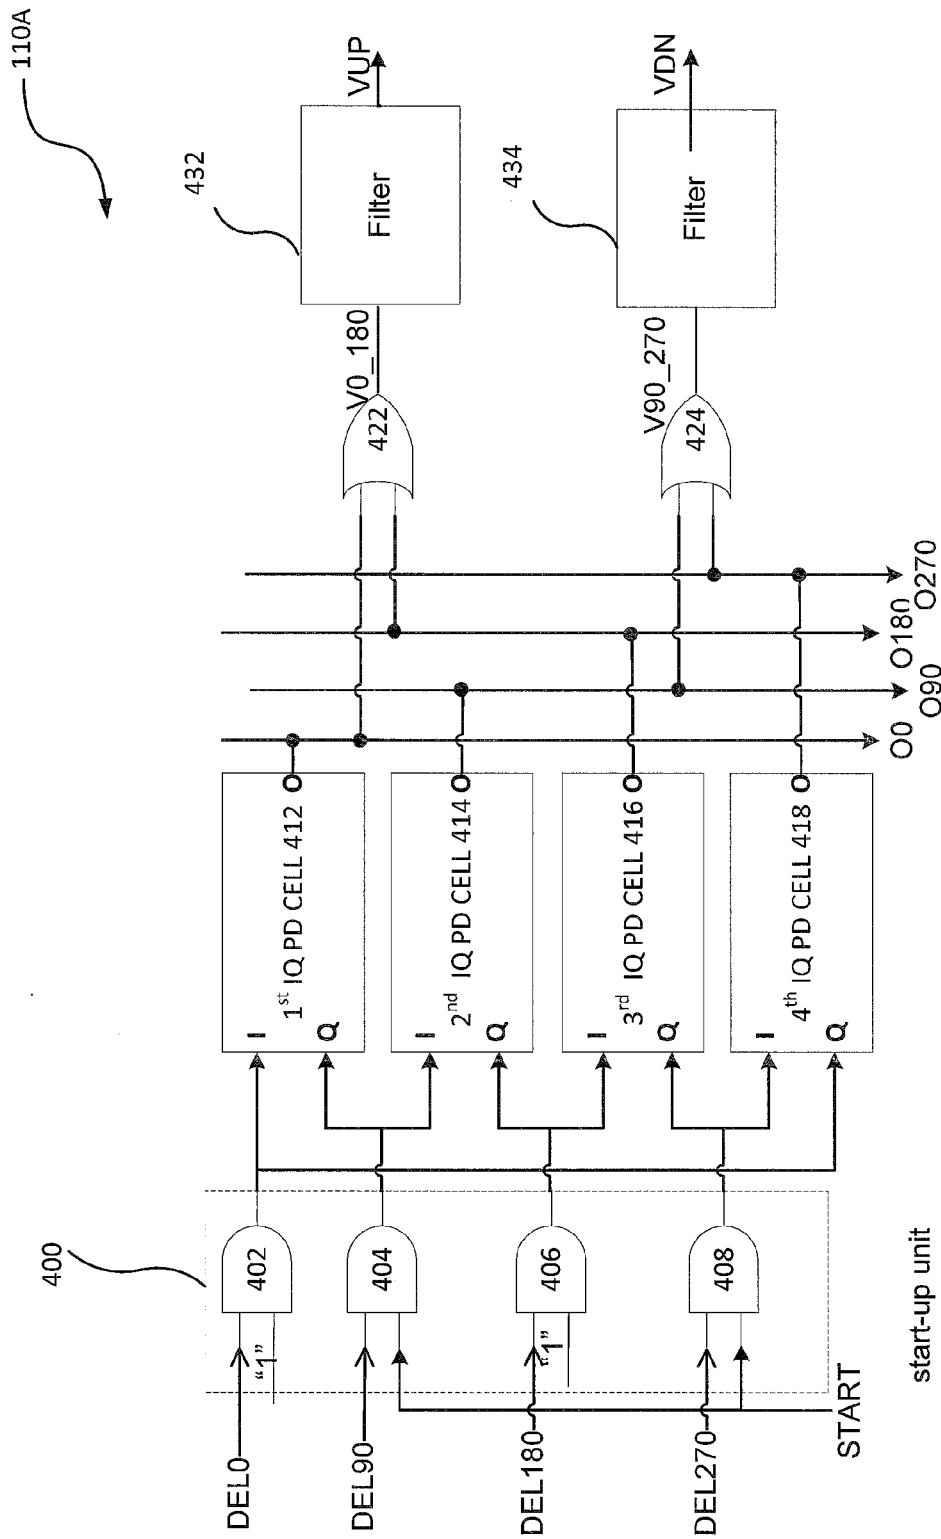 110A
400
DEL0
"1"
402
DEL90
404
DEL180
"1"
406
DEL270
408
START
start-up unit
I
Q
1st IQ PD CELL 412
O
I
Q
2nd IQ PD CELL 414
O
I
Q
3rd IQ PD CELL 416
O
I
Q
4th IQ PD CELL 418
O
O0
O90
O180
O270
422
V0_180
432
Filter
VUP
424
V90_270
434
Filter
VDN